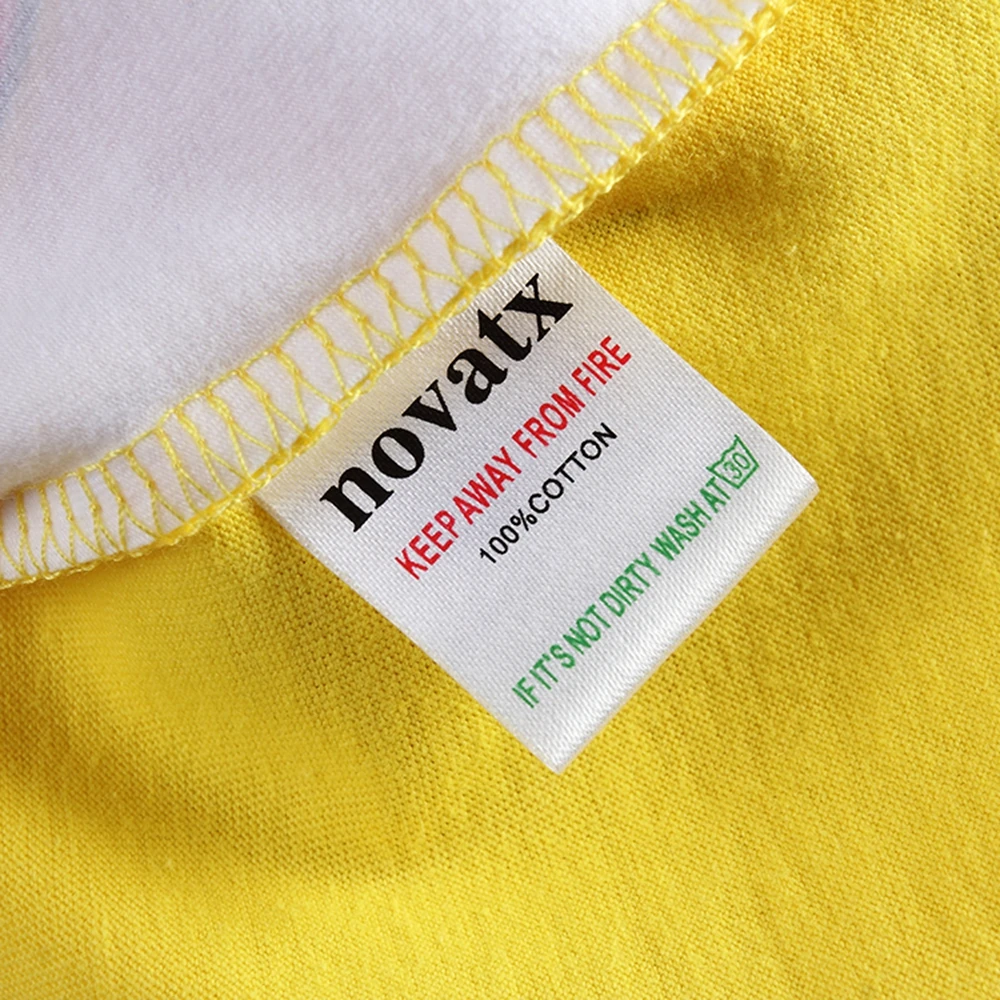 novatx
KEEP AWAY FROM FIRE
100%COTTON
IF IT'S NOT DIRTY WASH AT 30